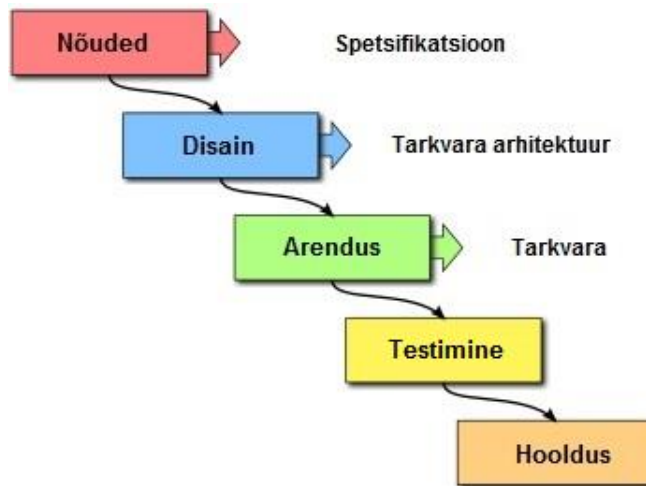 Nõuded
Spetsifikatsioon
Disain
Tarkvara arhitektuur
Arendus
Tarkvara
Testimine
Hooldus